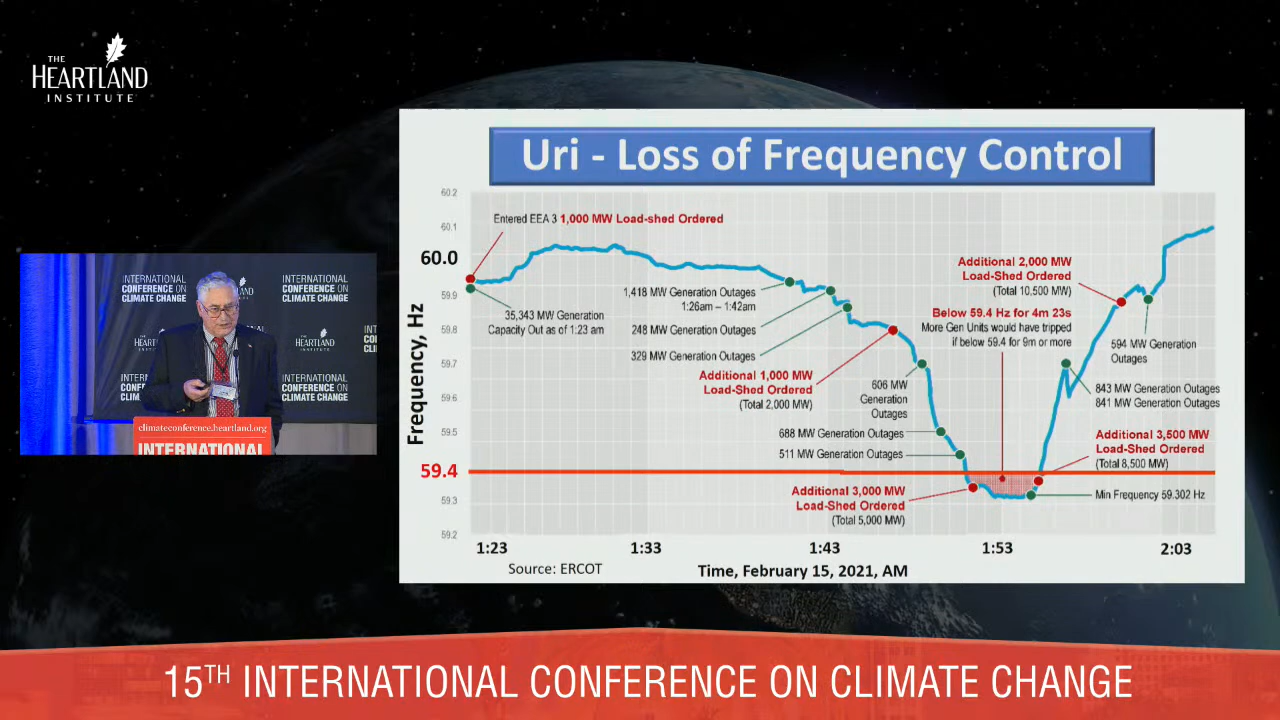 THE
HEARTLAND
INSTITUTE
Uri - Loss of Frequency Control
60.2
60.1
60.0
59.9
59.8
59.7
59.6
59.5
59.4
59.3
59.2
Frequency, Hz
Entered EEA 3 1,000 MW Load-shed Ordered
35,343 MW Generation
Capacity Out as of 1:23 am
1,418 MW Generation Outages
1:26am – 1:42am
248 MW Generation Outages
329 MW Generation Outages
Additional 1,000 MW
Load-Shed Ordered
(Total 2,000 MW)
606 MW
Generation
Outages
688 MW Generation Outages
511 MW Generation Outages
Additional 3,000 MW
Load-Shed Ordered
(Total 5,000 MW)
Additional 2,000 MW
Load-Shed Ordered
(Total 10,500 MW)
Below 59.4 Hz for 4m 23s
More Gen Units would have tripped
if below 59.4 for 9m or more
594 MW Generation
Outages
843 MW Generation Outages
841 MW Generation Outages
Additional 3,500 MW
Load-Shed Ordered
(Total 8,500 MW)
Min Frequency 59.302 Hz
1:23
1:33
1:43
1:53
2:03
Source: ERCOT
Time, February 15, 2021, AM
INTERNATIONAL
CONFERENCE ON
CLIMATE CHANGE
INTERNATIONAL
CONFERENCE ON
CLIMATE CHANGE
HEARTLAND
INTERNATIONAL
CONFERENCE ON
CLIMATE CHANGE
climateconference.heartland.org
INTERNATIONAL
15TH INTERNATIONAL CONFERENCE ON CLIMATE CHANGE